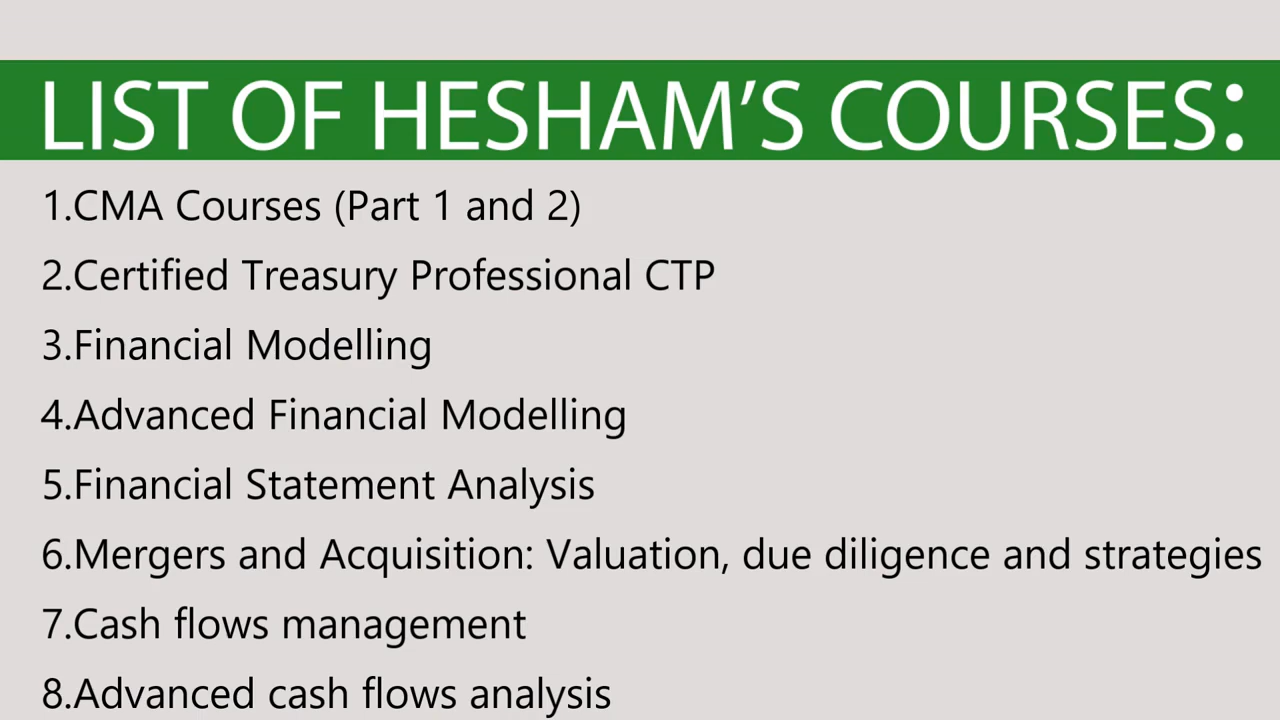 LIST OF HESHAM’S COURSES:
1.CMA Courses (Part 1 and 2)
2.Certified Treasury Professional CTP
3.Financial Modelling
4.Advanced Financial Modelling
5.Financial Statement Analysis
6.Mergers and Acquisition: Valuation, due diligence and strategies
7.Cash flows management
8.Advanced cash flows analysis